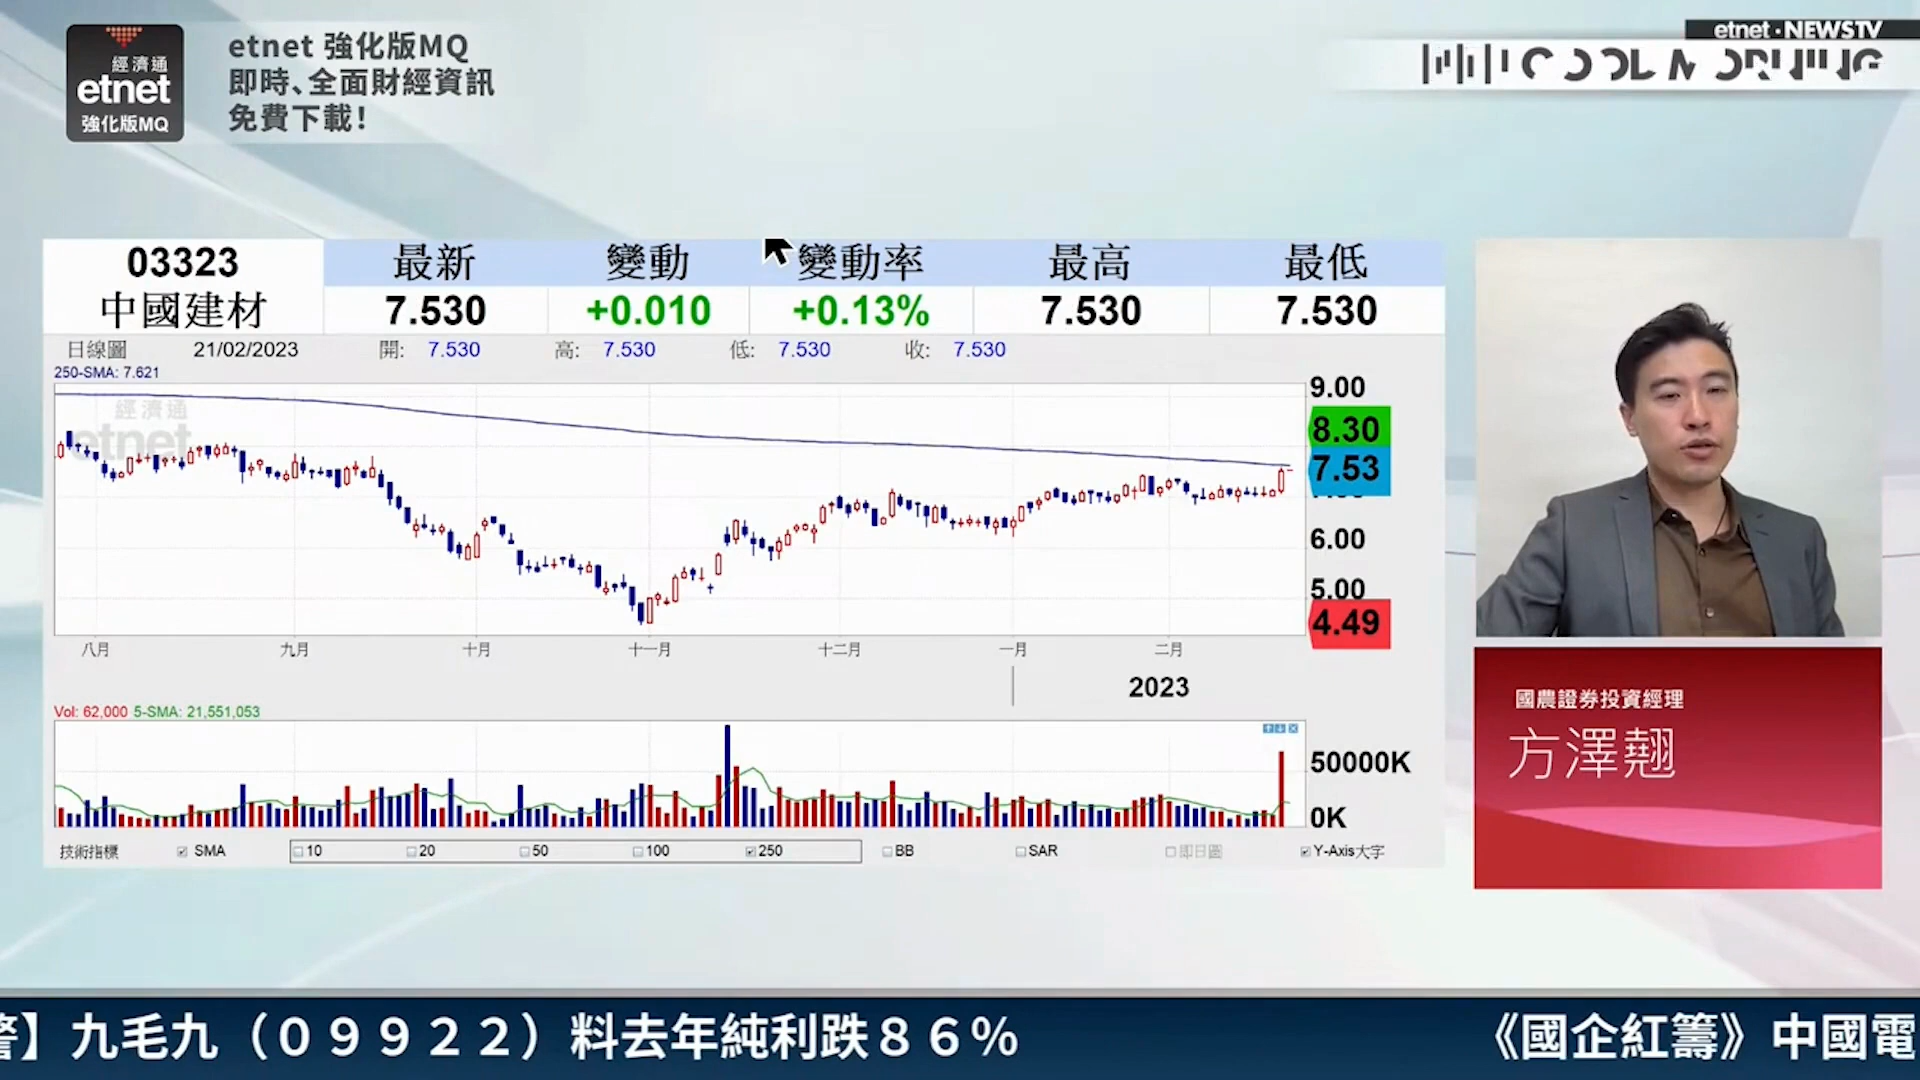 經濟通
etnet
強化版MQ
etnet 強化版MQ
即時、全面財經資訊
免費下載！
etnet·NEWSTV
03323
中國建材
最新 變動 變動率 最高 最低
7.530 +0.010 +0.13% 7.530 7.530
日線圖 21/02/2023 開: 7.530 高: 7.530 低: 7.530 收: 7.530
250-SMA: 7.621
經濟通
etnet
9.00
8.30
7.53
6.00
5.00
4.49
八月 九月 十月 十一月 十二月 一月 二月
2023
Vol: 62,000 5-SMA: 21,551,053
50000K
0K
技術指標 SMA 10 20 50 100 250 BB SAR 即日圖 Y-Axis大字
國農證券投資經理
方澤翹
】九毛九（０９９２２）料去年純利跌８６％
《國企紅籌》中國電